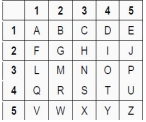 1 2 3 4 5
1 A B C D E
2 F G H I J
3 L M N O P
4 Q R S T U
5 V W X Y Z